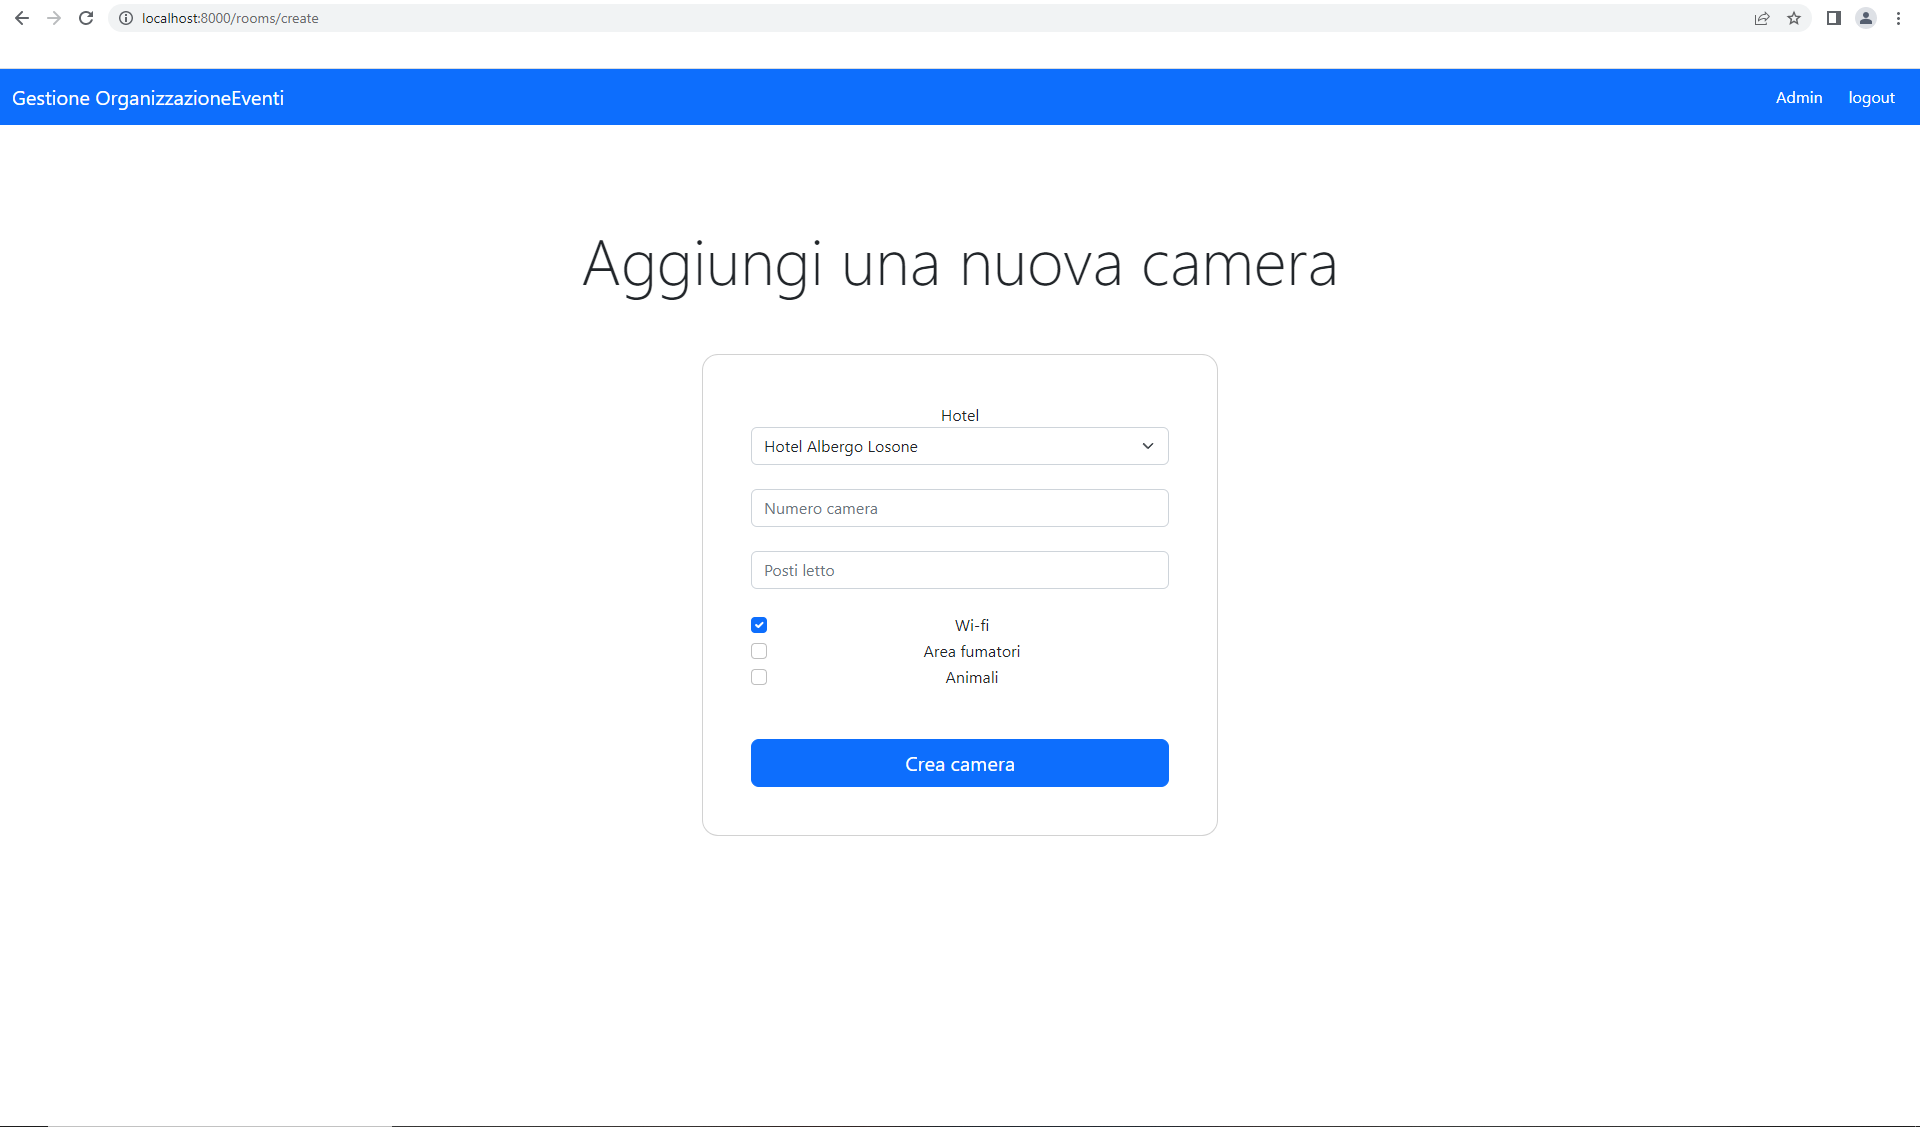 localhost:8000/rooms/create
Gestione OrganizzazioneEventi
Admin
logout
Aggiungi una nuova camera
Hotel
Hotel Albergo Losone
Numero camera
Posti letto
Wi-fi
Area fumatori
Animali
Crea camera